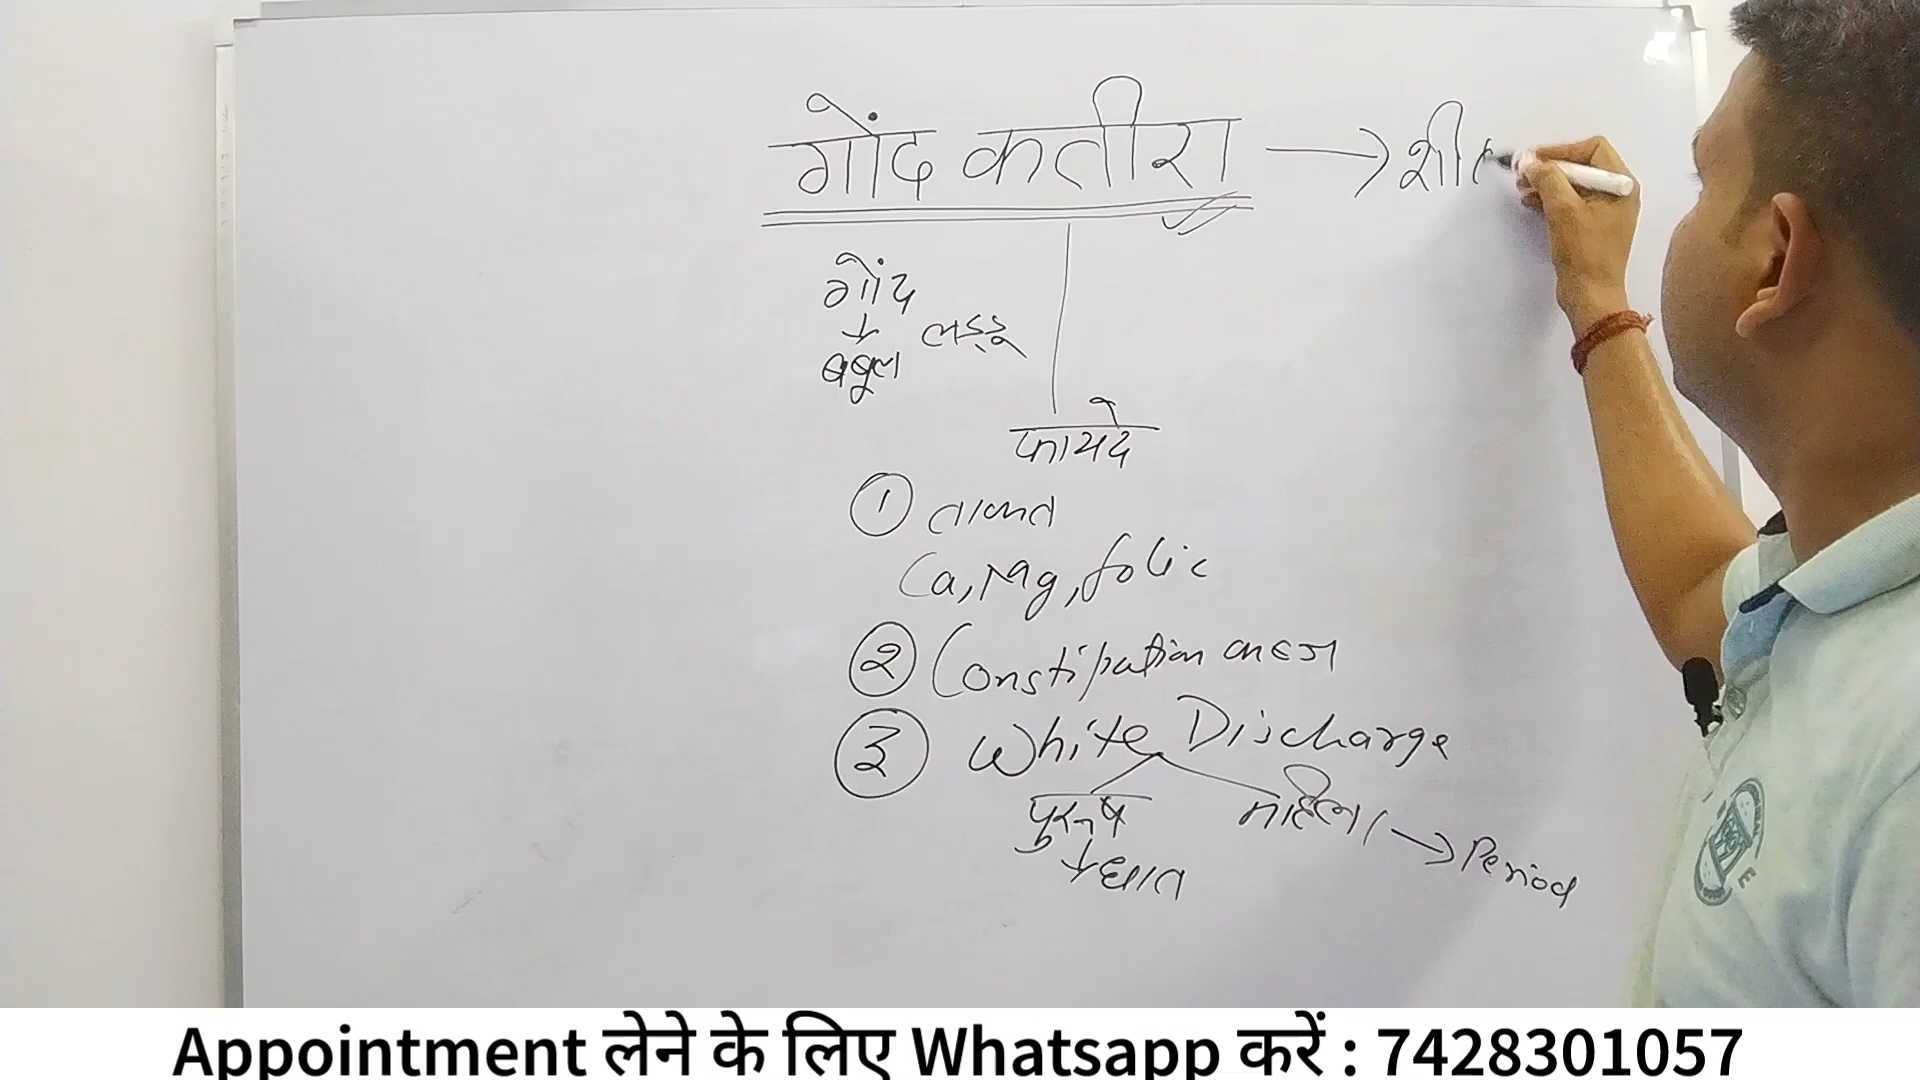 गोंद कतीरा → शी
गोंद
↓ लड्डू
बबूल
फायदे
① ताकत
Ca, Mg, folic
② Constipation कब्ज
③ White Discharge
पुरुष महिला → Period
↓ धात
Appointment लेने के लिए Whatsapp करें : 7428301057